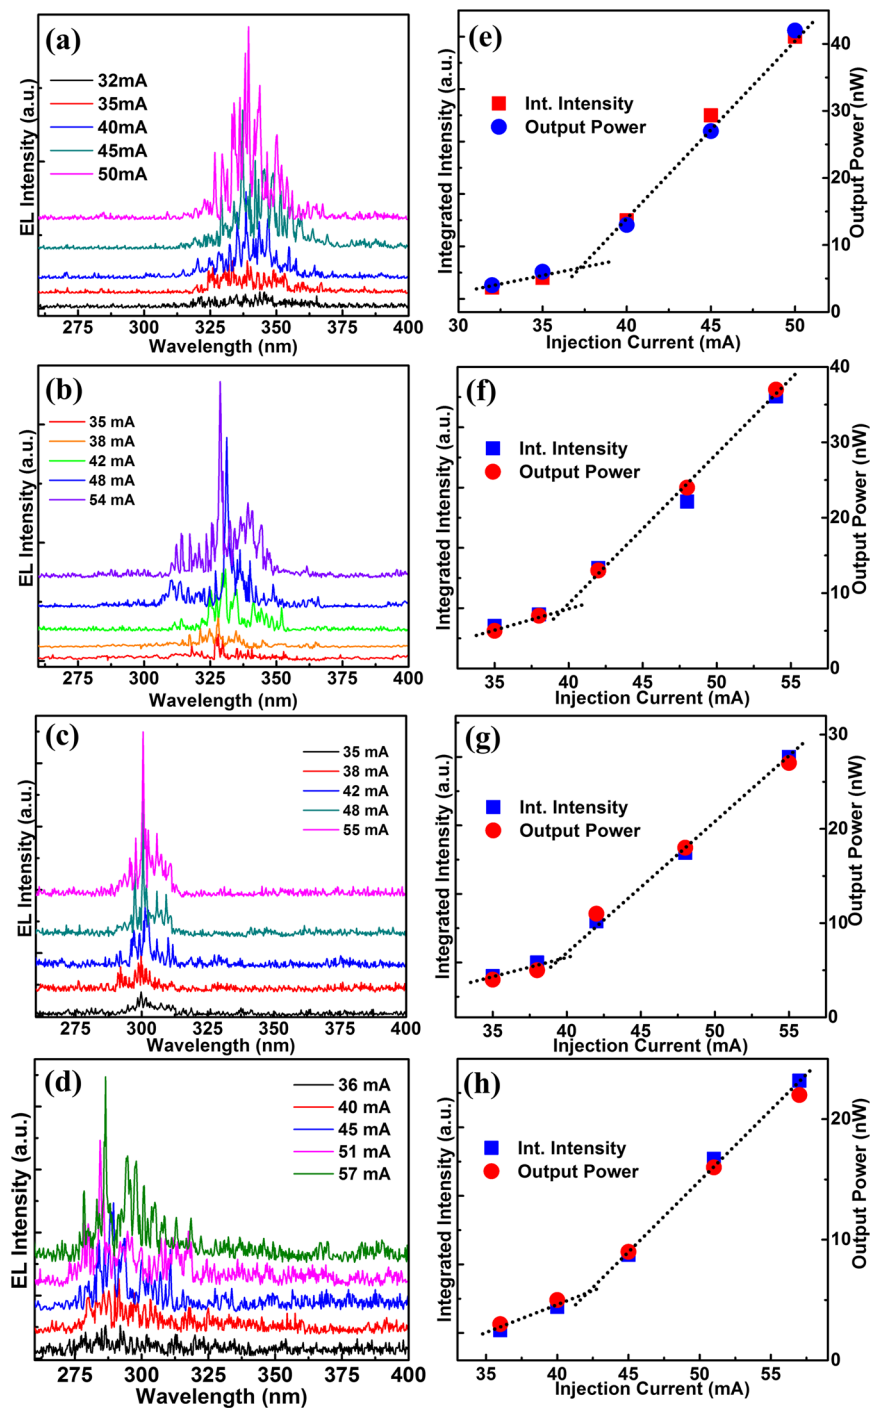 (a)
32mA
35mA
40mA
45mA
50mA
EL Intensity (a.u.)
275 300 325 350 375 400
Wavelength (nm)
(e)
Int. Intensity
Output Power
Integrated Intensity (a.u.)
Output Power (nW)
40
30
20
10
0
30 35 40 45 50
Injection Current (mA)
(b)
35 mA
38 mA
42 mA
48 mA
54 mA
EL Intensity (a.u.)
275 300 325 350 375 400
Wavelength (nm)
(f)
Int. Intensity
Output Power
Integrated Intensity (a.u.)
Output Power (nW)
40
30
20
10
0
35 40 45 50 55
Injection Current (mA)
(c)
35 mA
38 mA
42 mA
48 mA
55 mA
EL Intensity (a.u.)
275 300 325 350 375 400
Wavelength (nm)
(g)
Int. Intensity
Output Power
Integrated Intensity (a.u.)
Output Power (nW)
30
20
10
0
35 40 45 50 55
Injection Current (mA)
(d)
36 mA
40 mA
45 mA
51 mA
57 mA
EL Intensity (a.u.)
275 300 325 350 375 400
Wavelength (nm)
(h)
Int. Intensity
Output Power
Integrated Intensity (a.u.)
Output Power (nW)
20
10
0
35 40 45 50 55
Injection Current (mA)